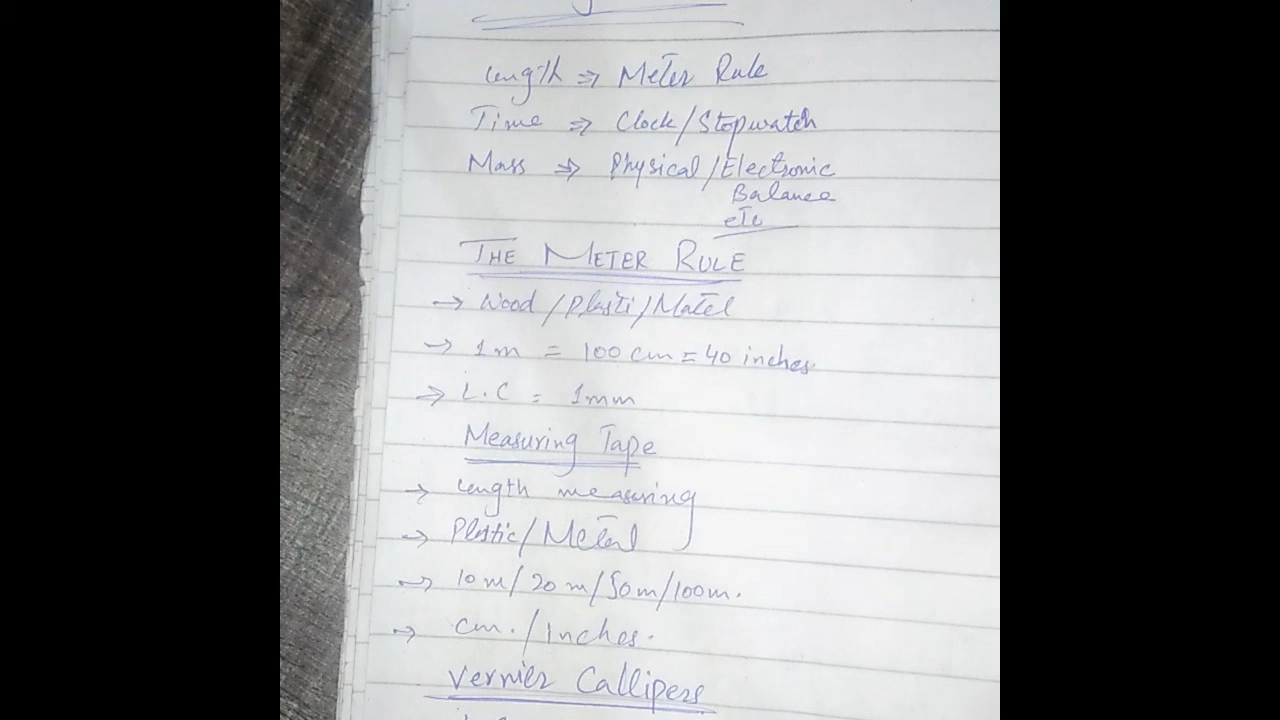 Length ⇒ Meter Rule
Time ⇒ Clock/Stopwatch
Mass ⇒ Physical/Electronic
Balance
etc
THE METER RULE
→ Wood/Plasti/Matel
→ 1m = 100 cm = 40 inches.
⇒ L.C = 1mm
Measuring Tape
→ Length measuring
→ Plastic/Metal
→ 10m/20m/50m/100m.
→ cm./inches.
Vernier Callipers